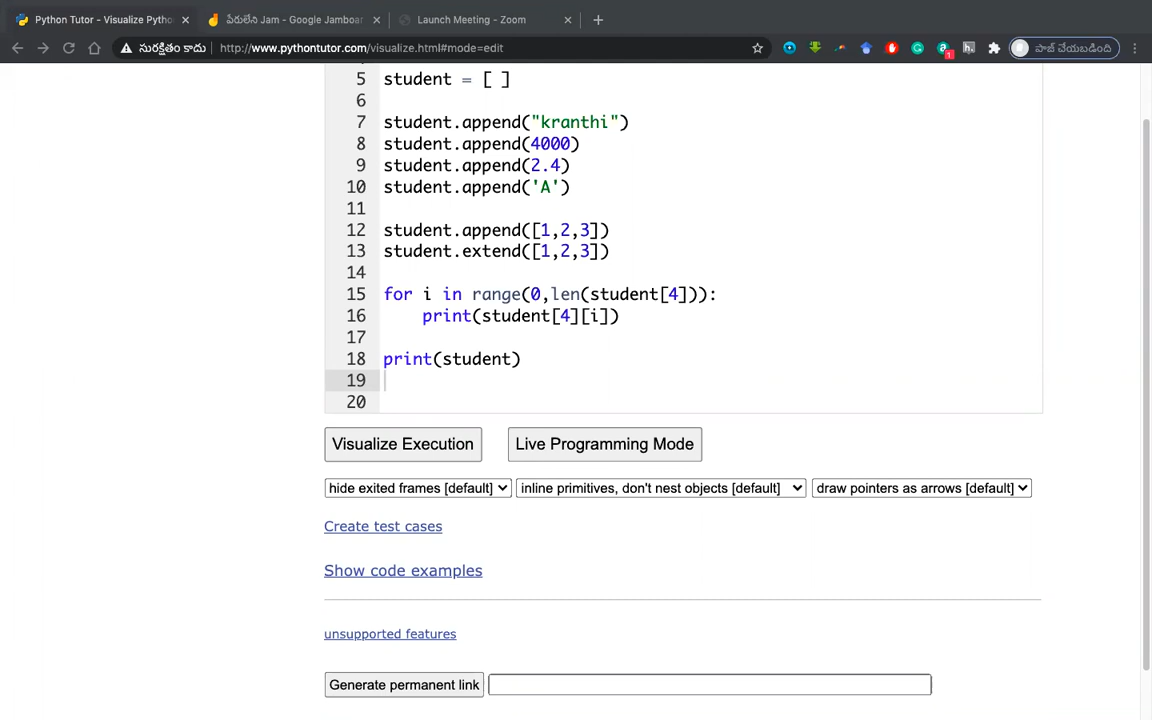 Python Tutor - Visualize Pytho
పేరులేని Jam - Google Jamboar
Launch Meeting - Zoom
సురక్షితం కాదు
http://www.pythontutor.com/visualize.html#mode=edit
పాజ్ చేయబడింది
5 student = [ ]
6
7 student.append("kranthi")
8 student.append(4000)
9 student.append(2.4)
10 student.append('A')
11
12 student.append([1,2,3])
13 student.extend([1,2,3])
14
15 for i in range(0,len(student[4])):
16 print(student[4][i])
17
18 print(student)
19
20
Visualize Execution
Live Programming Mode
hide exited frames [default]
inline primitives, don't nest objects [default]
draw pointers as arrows [default]
Create test cases
Show code examples
unsupported features
Generate permanent link